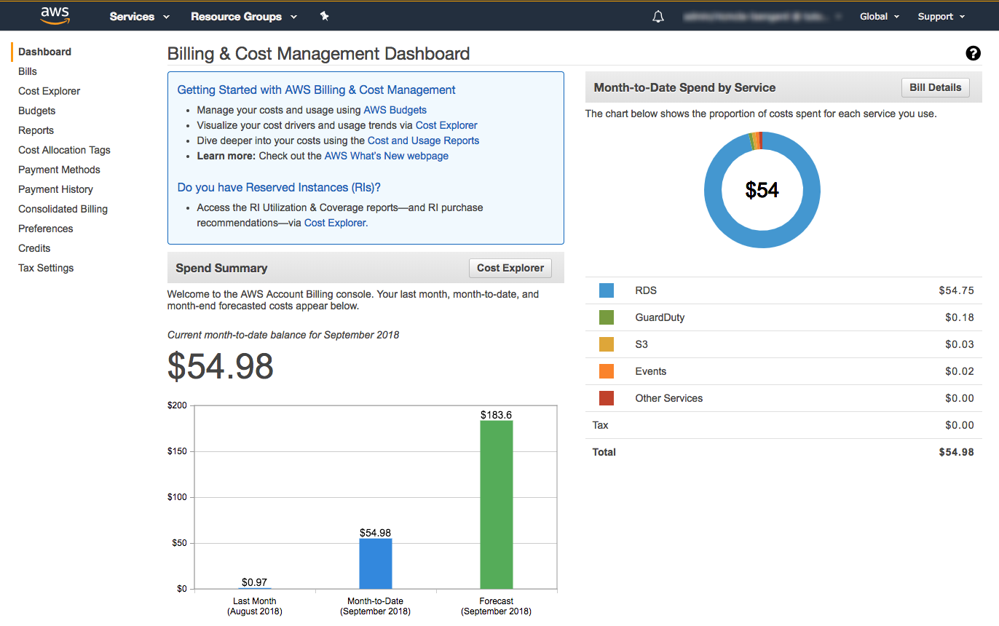 aws
Services
Resource Groups
Global
Support
Dashboard
Bills
Cost Explorer
Budgets
Reports
Cost Allocation Tags
Payment Methods
Payment History
Consolidated Billing
Preferences
Credits
Tax Settings
Billing & Cost Management Dashboard
?
Getting Started with AWS Billing & Cost Management
• Manage your costs and usage using AWS Budgets
• Visualize your cost drivers and usage trends via Cost Explorer
• Dive deeper into your costs using the Cost and Usage Reports
• Learn more: Check out the AWS What's New webpage
Do you have Reserved Instances (RIs)?
• Access the RI Utilization & Coverage reports—and RI purchase
recommendations—via Cost Explorer.
Spend Summary
Cost Explorer
Welcome to the AWS Account Billing console. Your last month, month-to-date, and
month-end forecasted costs appear below.
Current month-to-date balance for September 2018
$54.98
$200
$150
$100
$50
$0
$0.97
$54.98
$183.6
Last Month
(August 2018)
Month-to-Date
(September 2018)
Forecast
(September 2018)
Month-to-Date Spend by Service
Bill Details
The chart below shows the proportion of costs spent for each service you use.
$54
RDS $54.75
GuardDuty $0.18
S3 $0.03
Events $0.02
Other Services $0.00
Tax $0.00
Total $54.98